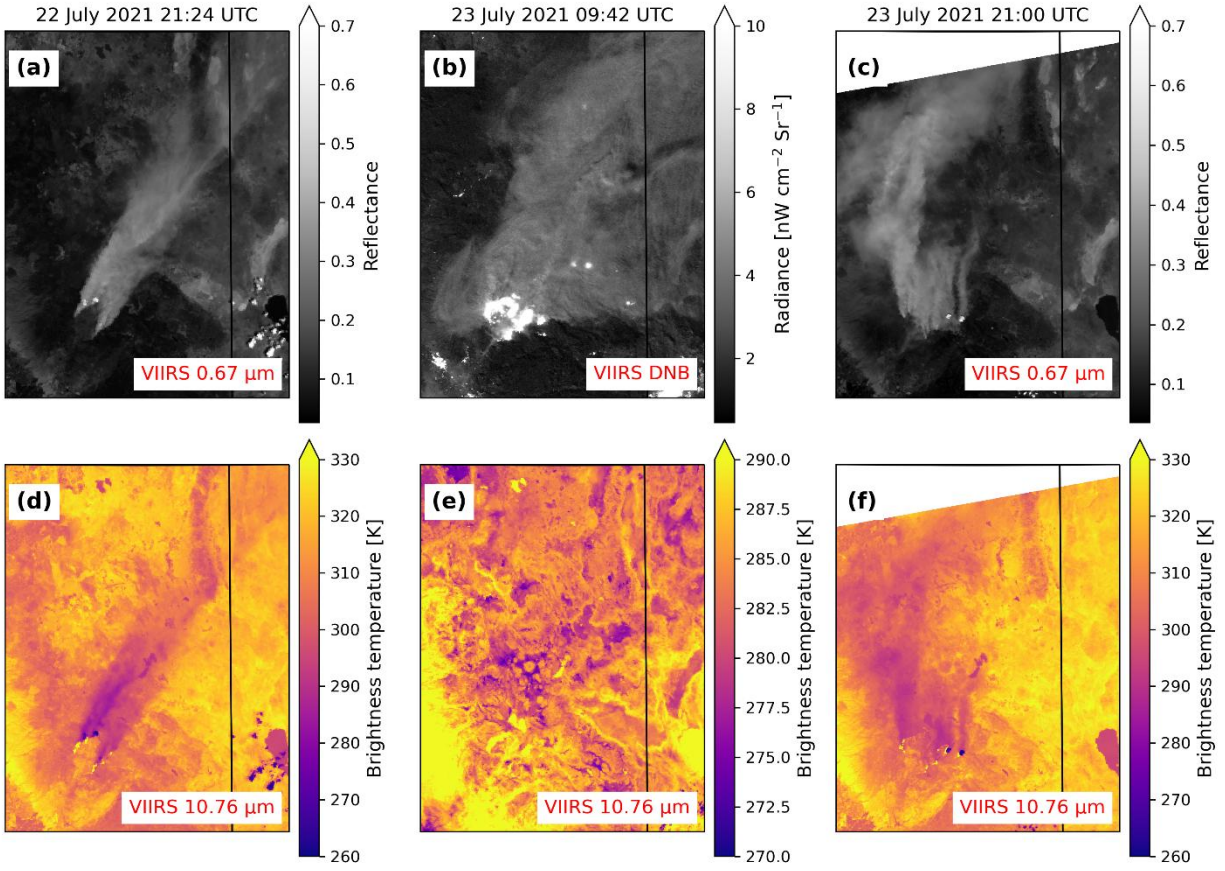 22 July 2021 21:24 UTC
(a)
VIIRS 0.67 µm
0.7
0.6
0.5
0.4
0.3
0.2
0.1
Reflectance
23 July 2021 09:42 UTC
(b)
VIIRS DNB
10
8
6
4
2
Radiance [nW cm⁻² Sr⁻¹]
23 July 2021 21:00 UTC
(c)
VIIRS 0.67 µm
0.7
0.6
0.5
0.4
0.3
0.2
0.1
Reflectance
(d)
VIIRS 10.76 µm
330
320
310
300
290
280
270
260
Brightness temperature [K]
(e)
VIIRS 10.76 µm
290.0
287.5
285.0
282.5
280.0
277.5
275.0
272.5
270.0
Brightness temperature [K]
(f)
VIIRS 10.76 µm
330
320
310
300
290
280
270
260
Brightness temperature [K]